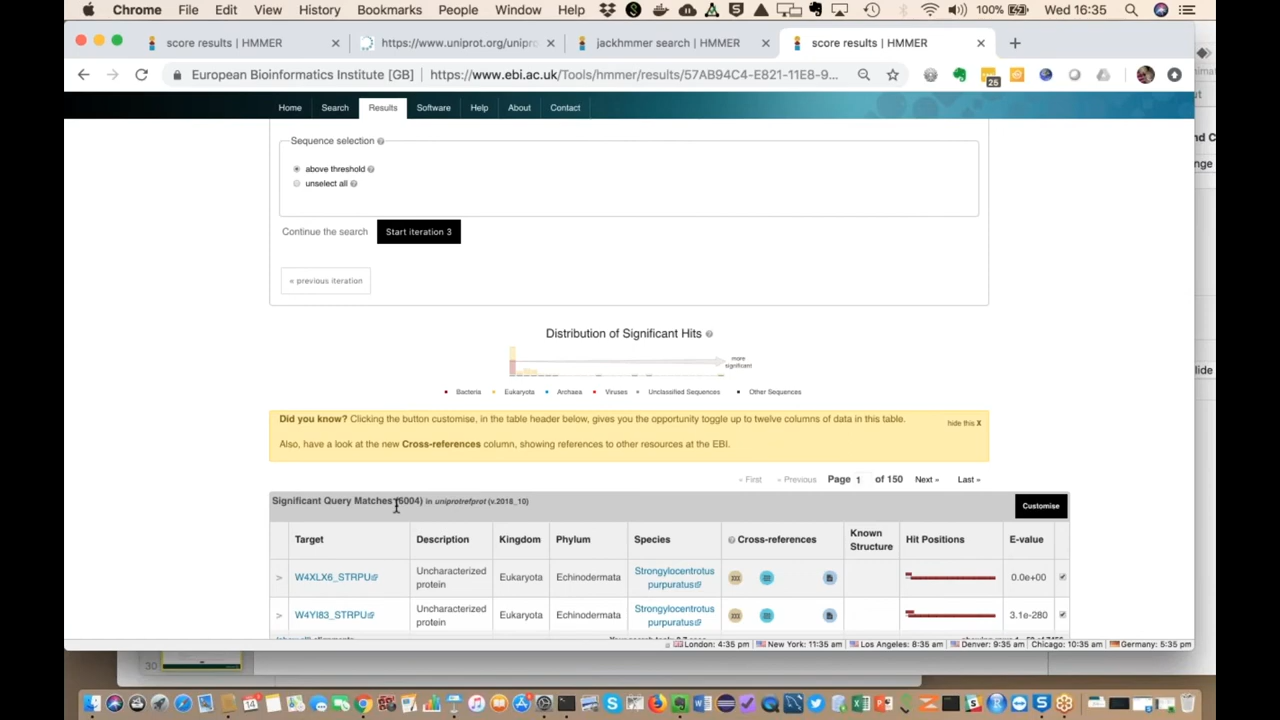 Chrome File Edit View History Bookmarks People Window Help 100% Wed 16:35
score results | HMMER × https://www.uniprot.org/unipro × jackhmmer search | HMMER × score results | HMMER × +
European Bioinformatics Institute [GB] https://www.ebi.ac.uk/Tools/hmmer/results/57AB94C4-E821-11E8-9...
25
Home Search Results Software Help About Contact
Sequence selection
above threshold
unselect all
Continue the search Start iteration 3
« previous iteration
Distribution of Significant Hits
more
significant
Bacteria Eukaryota Archaea Viruses Unclassified Sequences Other Sequences
Did you know? Clicking the button customise, in the table header below, gives you the opportunity toggle up to twelve columns of data in this table.
hide this X
Also, have a look at the new Cross-references column, showing references to other resources at the EBI.
« First « Previous Page 1 of 150 Next » Last »
Significant Query Matches (6004) in uniprotrefprot (v.2018_10) Customise
Target Description Kingdom Phylum Species Cross-references Known Structure Hit Positions E-value
> W4XLX6_STRPU Uncharacterized protein Eukaryota Echinodermata Strongylocentrotus purpuratus 0.0e+00
> W4YI83_STRPU Uncharacterized protein Eukaryota Echinodermata Strongylocentrotus purpuratus 3.1e-280
London: 4:35 pm New York: 11:35 am Los Angeles: 8:35 am Denver: 9:35 am Chicago: 10:35 am Germany: 5:35 pm
30